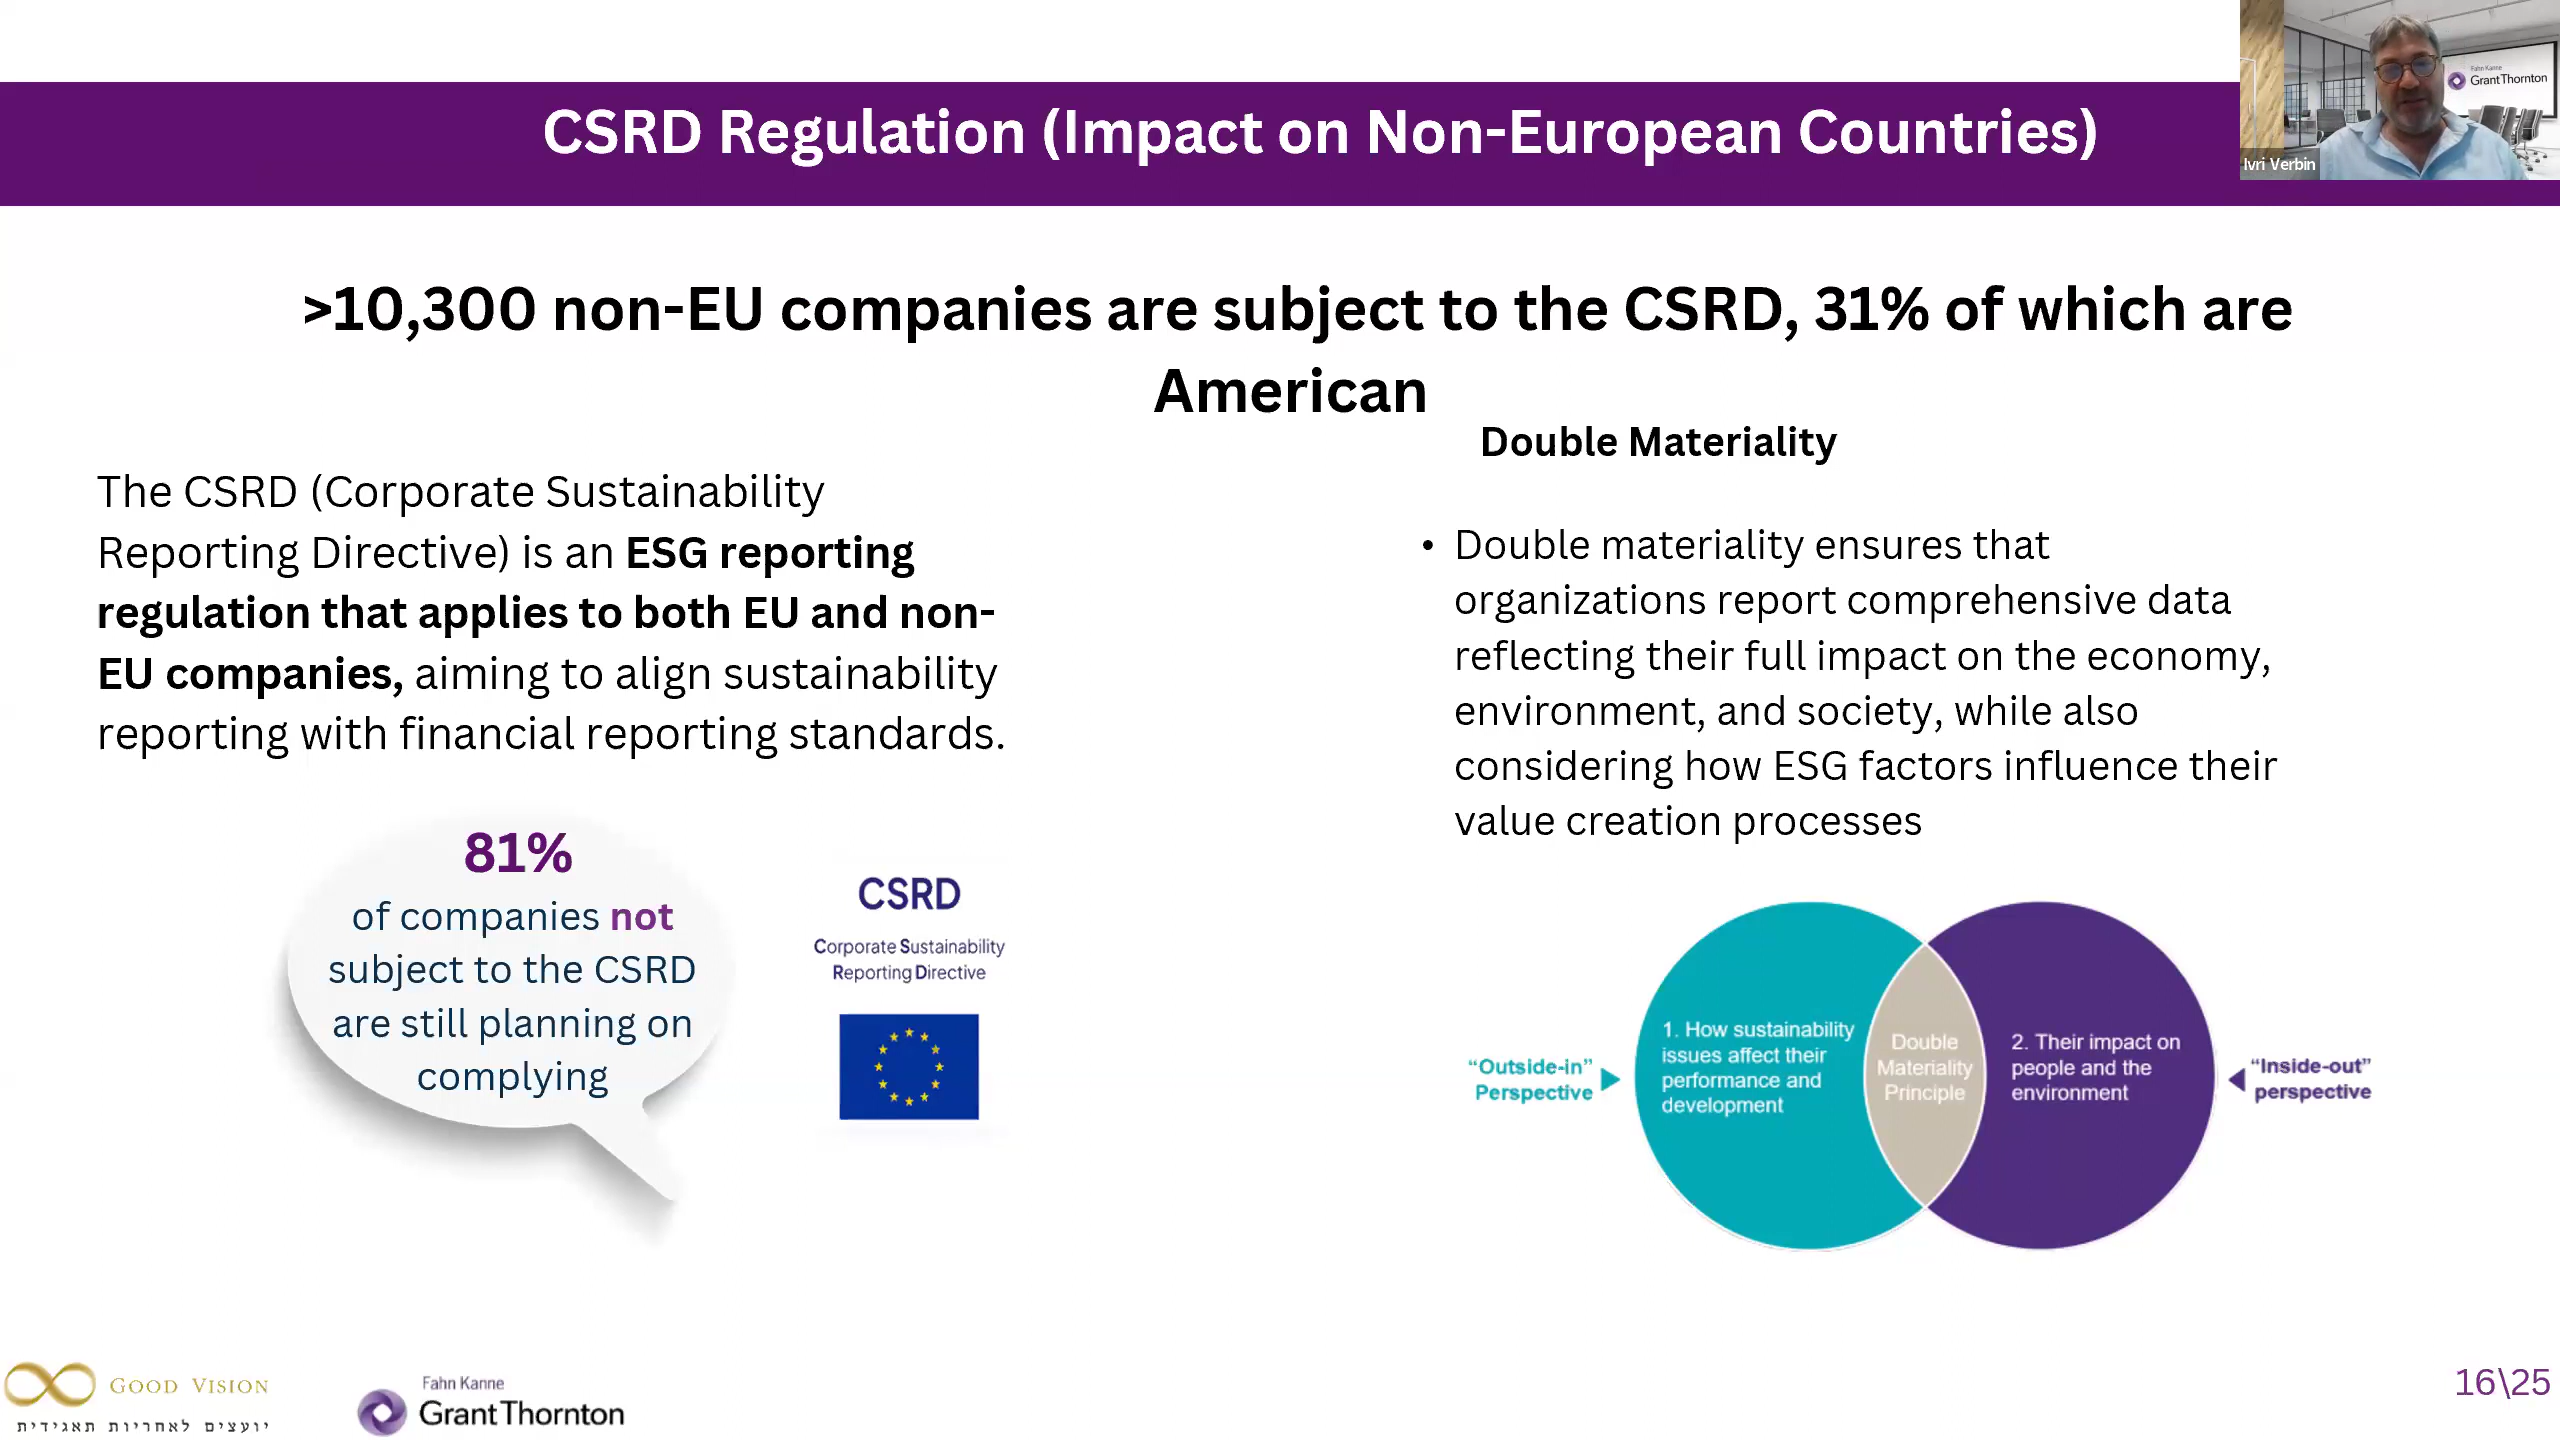 CSRD Regulation (Impact on Non-European Countries)
Fahn Kanne
GrantThornton
Ivri Verbin
>10,300 non-EU companies are subject to the CSRD, 31% of which are
American
The CSRD (Corporate Sustainability
Reporting Directive) is an ESG reporting
regulation that applies to both EU and non-
EU companies, aiming to align sustainability
reporting with financial reporting standards.
81%
of companies not
subject to the CSRD
are still planning on
complying
CSRD
Corporate Sustainability
Reporting Directive
Double Materiality
• Double materiality ensures that
organizations report comprehensive data
reflecting their full impact on the economy,
environment, and society, while also
considering how ESG factors influence their
value creation processes
“Outside-in”
Perspective
1. How sustainability
issues affect their
performance and
development
Double
Materiality
Principle
2. Their impact on
people and the
environment
“Inside-out”
perspective
GOOD VISION
יועצים לאחריות תאגידית
Fahn Kanne
GrantThornton
16\25